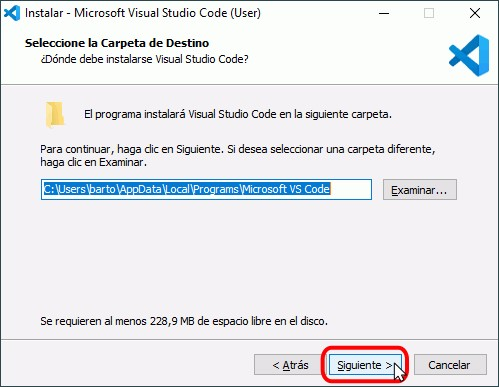 Instalar - Microsoft Visual Studio Code (User)
Seleccione la Carpeta de Destino
¿Dónde debe instalarse Visual Studio Code?
El programa instalará Visual Studio Code en la siguiente carpeta.
Para continuar, haga clic en Siguiente. Si desea seleccionar una carpeta diferente,
haga clic en Examinar.
C:\Users\barto\AppData\Local\Programs\Microsoft VS Code
Examinar...
Se requieren al menos 228,9 MB de espacio libre en el disco.
< Atrás
Siguiente >
Cancelar